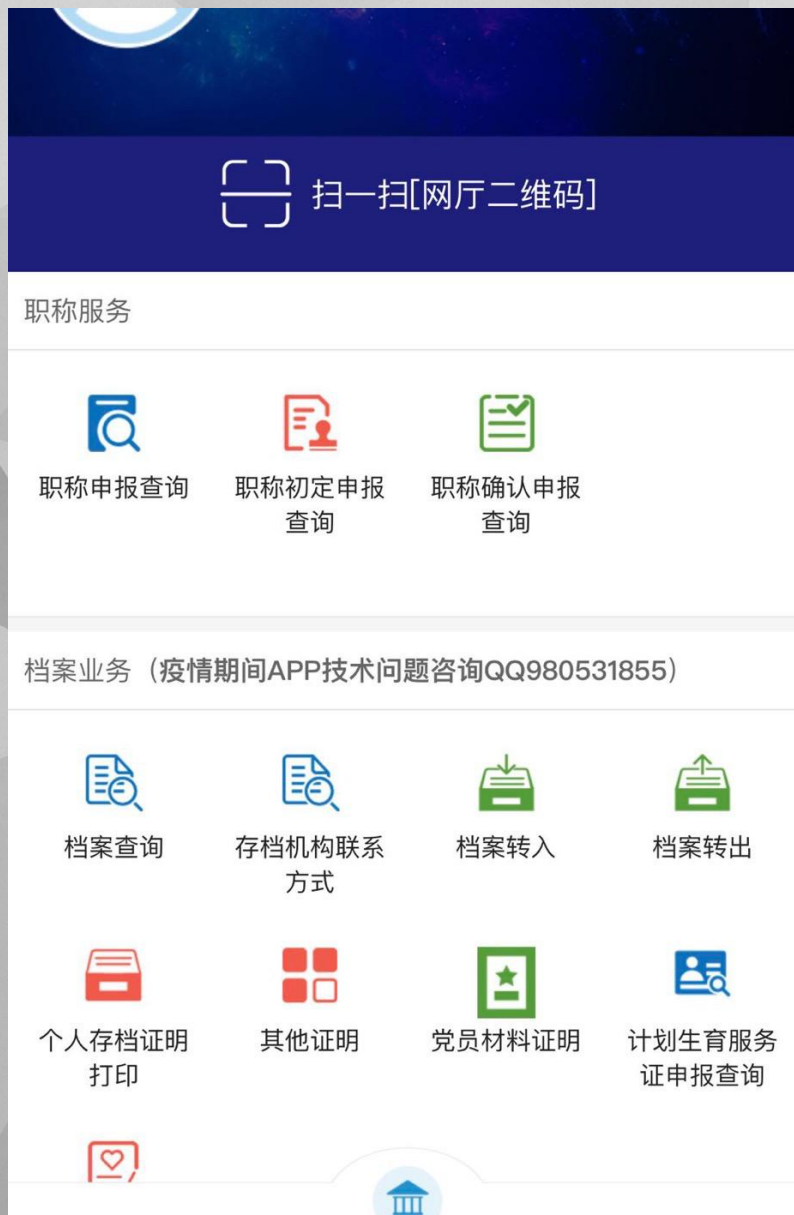 扫一扫[网厅二维码]
职称服务
职称申报查询
职称初定申报
查询
职称确认申报
查询
档案业务（疫情期间APP技术问题咨询QQ980531855）
档案查询
存档机构联系
方式
档案转入
档案转出
个人存档证明
打印
其他证明
党员材料证明
计划生育服务
证申报查询